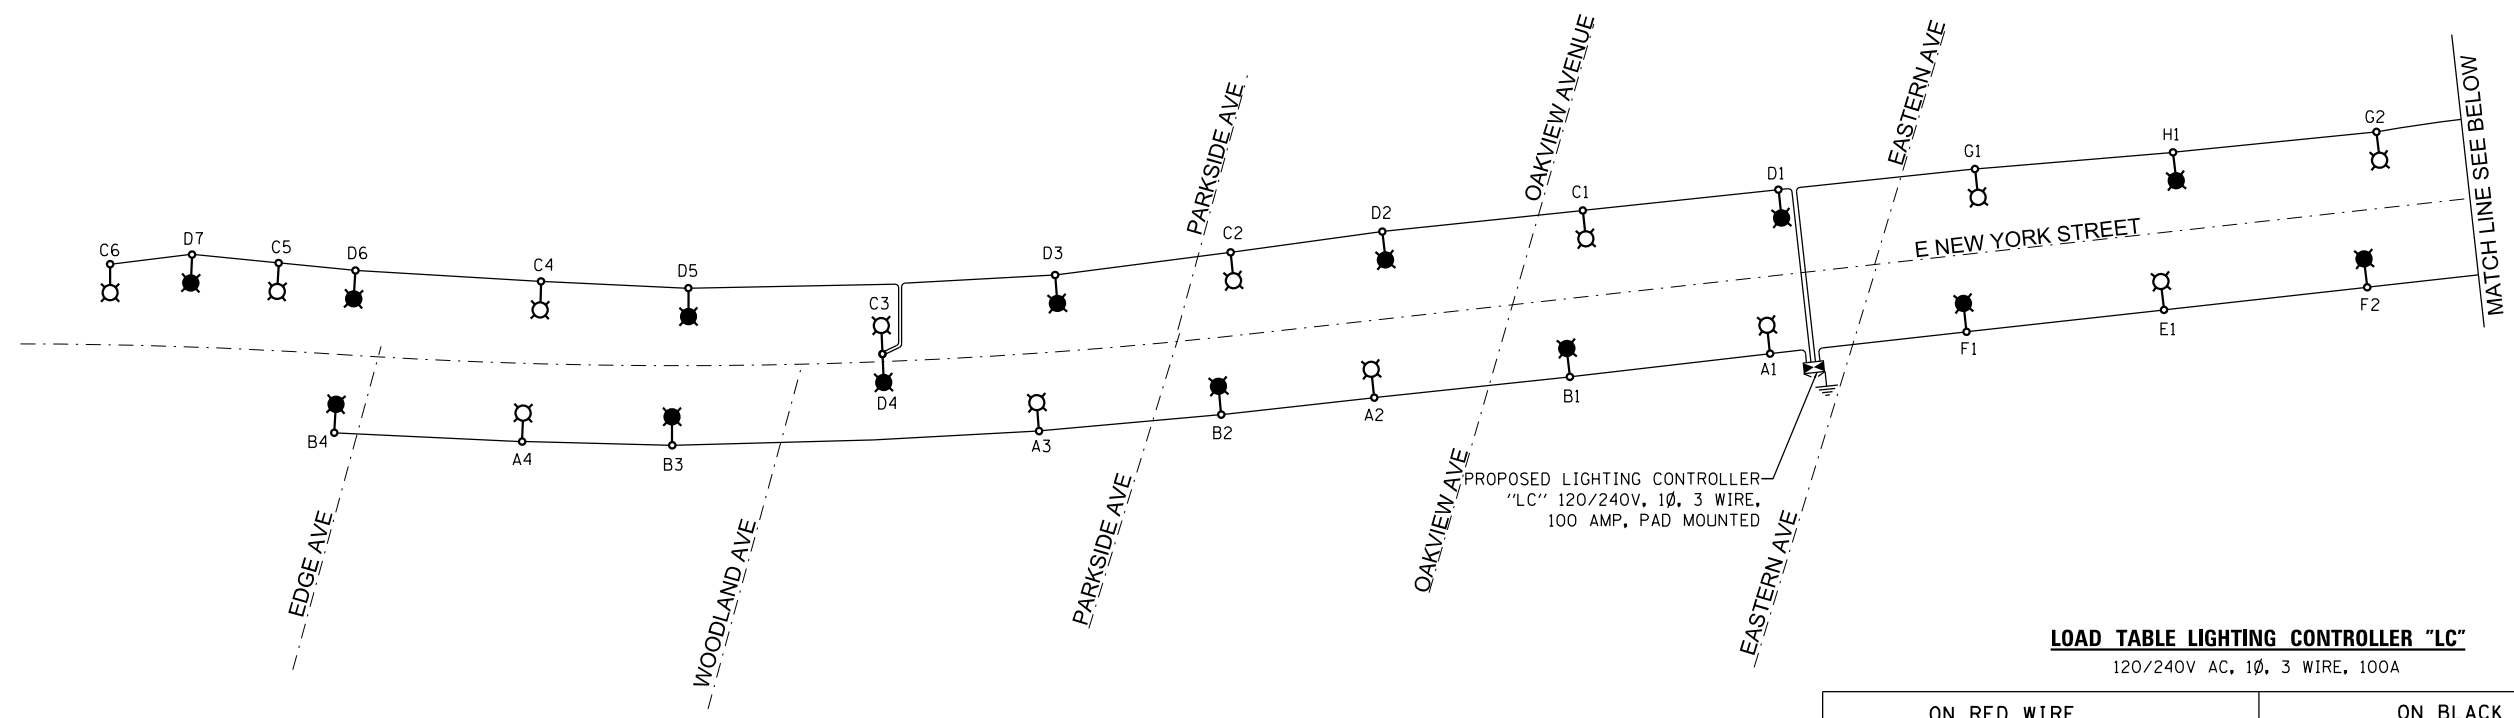 OAKVIEW AVENUE
EASTERN AVE
PARKSIDE AVE
MATCH LINE SEE BELOW
G2
H1
G1
D1
C1
D2
C2
D3
C3
D5
C4
D6
C5
D7
C6
E NEW YORK STREET
F2
E1
F1
A1
B1
A2
B2
A3
D4
B3
A4
B4
PROPOSED LIGHTING CONTROLLER
"LC" 120/240V, 1Ø, 3 WIRE,
100 AMP, PAD MOUNTED
EDGE AVE
WOODLAND AVE
PARKSIDE AVE
OAKVIEW AVE
EASTERN AVE
LOAD TABLE LIGHTING CONTROLLER "LC"
120/240V AC, 1Ø, 3 WIRE, 100A
ON RED WIRE
ON BLACK